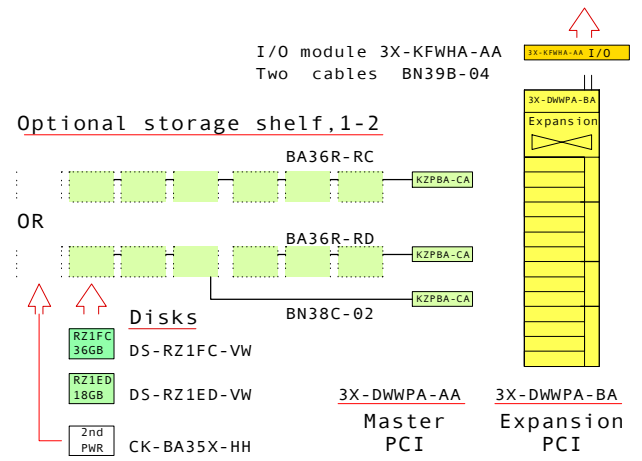 I/O module 3X-KFWHA-AA
3X-KFWHA-AA I/O
Two cables BN39B-04
3X-DWWPA-BA
Expansion
Optional storage shelf,1-2
BA36R-RC
KZPBA-CA
OR
BA36R-RD
KZPBA-CA
KZPBA-CA
BN38C-02
Disks
RZ1FC
36GB
DS-RZ1FC-VW
RZ1ED
18GB
DS-RZ1ED-VW
3X-DWWPA-AA
3X-DWWPA-BA
Master
PCI
Expansion
PCI
2nd
PWR
CK-BA35X-HH